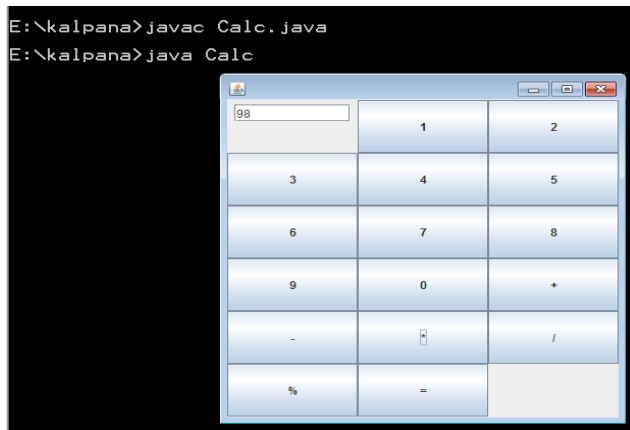 E:\kalpana>javac Calc.java
E:\kalpana>java Calc
98 1 2
3 4 5
6 7 8
9 0 +
- * /
% =